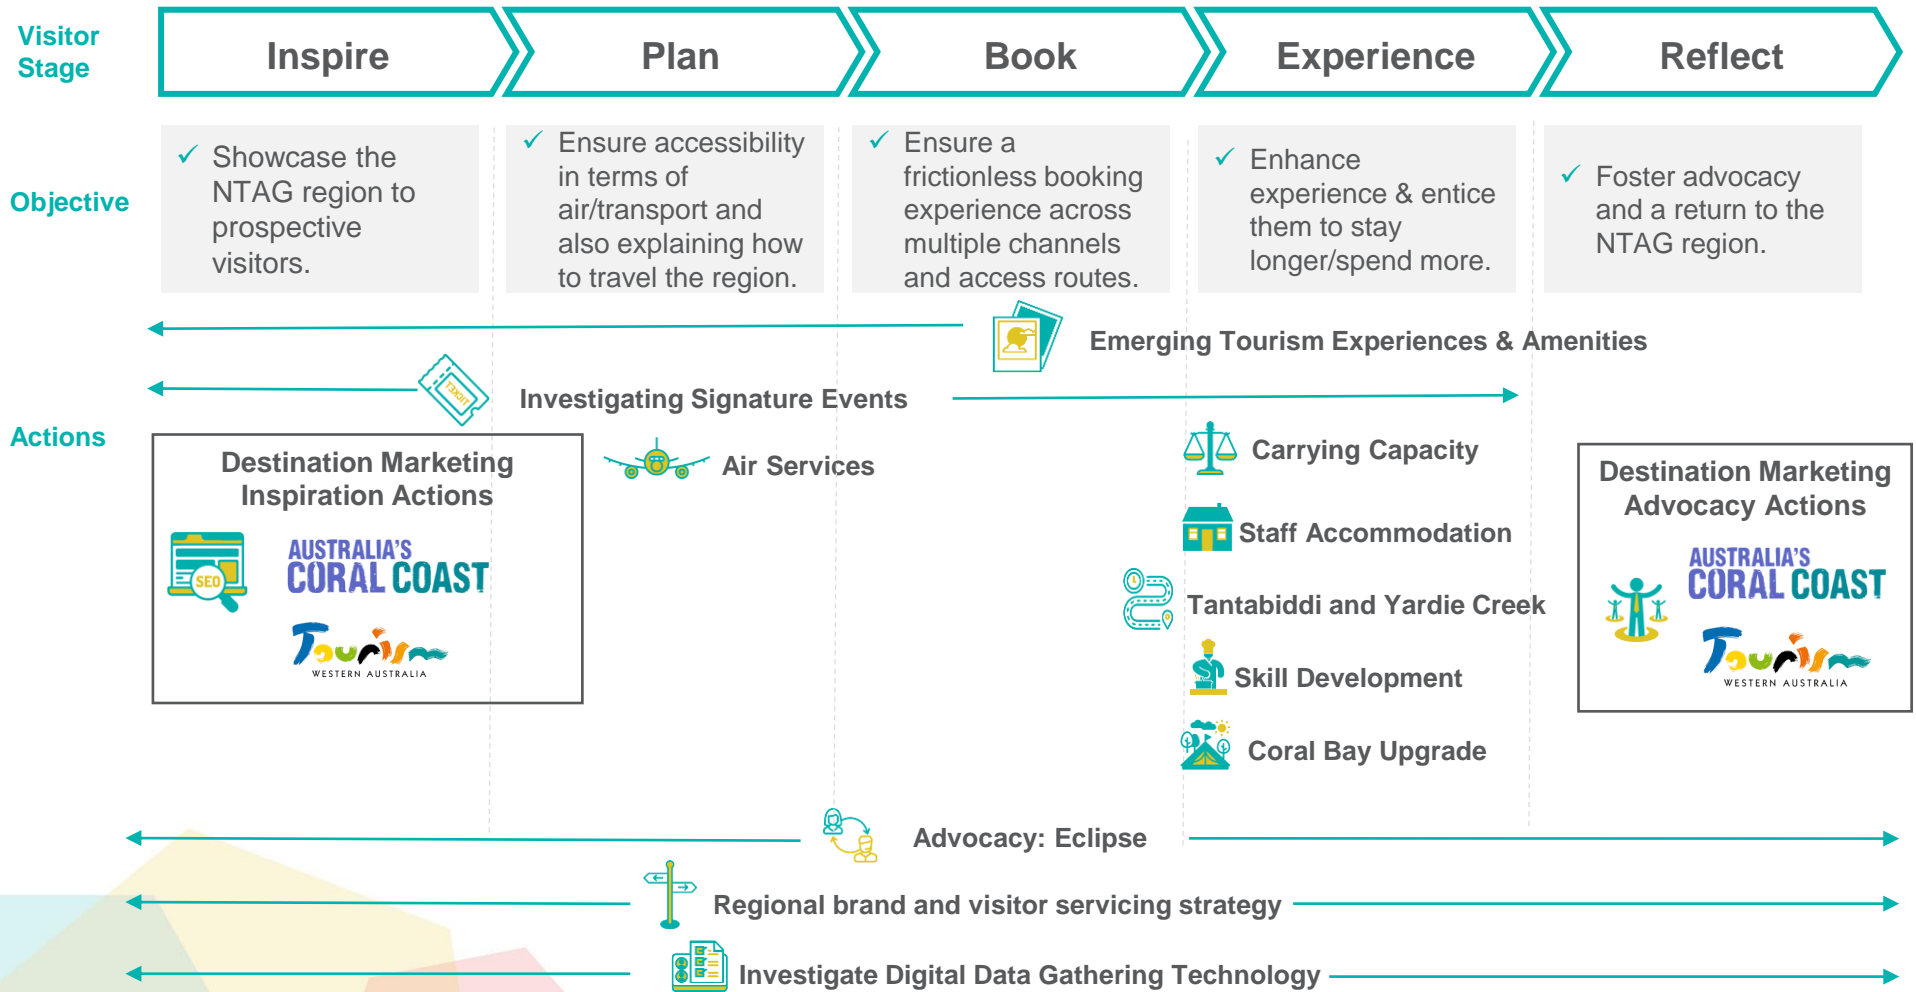 Visitor
Stage
Inspire
Plan
Book
Experience
Reflect
Objective
✓ Showcase the
NTAG region to
prospective
visitors.
✓ Ensure accessibility
in terms of
air/transport and
also explaining how
to travel the region.
✓ Ensure a
frictionless booking
experience across
multiple channels
and access routes.
✓ Enhance
experience & entice
them to stay
longer/spend more.
✓ Foster advocacy
and a return to the
NTAG region.
Actions
Emerging Tourism Experiences & Amenities
TICKET
Investigating Signature Events
Destination Marketing
Inspiration Actions
SEO
AUSTRALIA'S
CORAL COAST
Tourism
WESTERN AUSTRALIA
Air Services
Carrying Capacity
Staff Accommodation
Tantabiddi and Yardie Creek
Skill Development
Coral Bay Upgrade
Destination Marketing
Advocacy Actions
AUSTRALIA'S
CORAL COAST
Tourism
WESTERN AUSTRALIA
Advocacy: Eclipse
Regional brand and visitor servicing strategy
Investigate Digital Data Gathering Technology